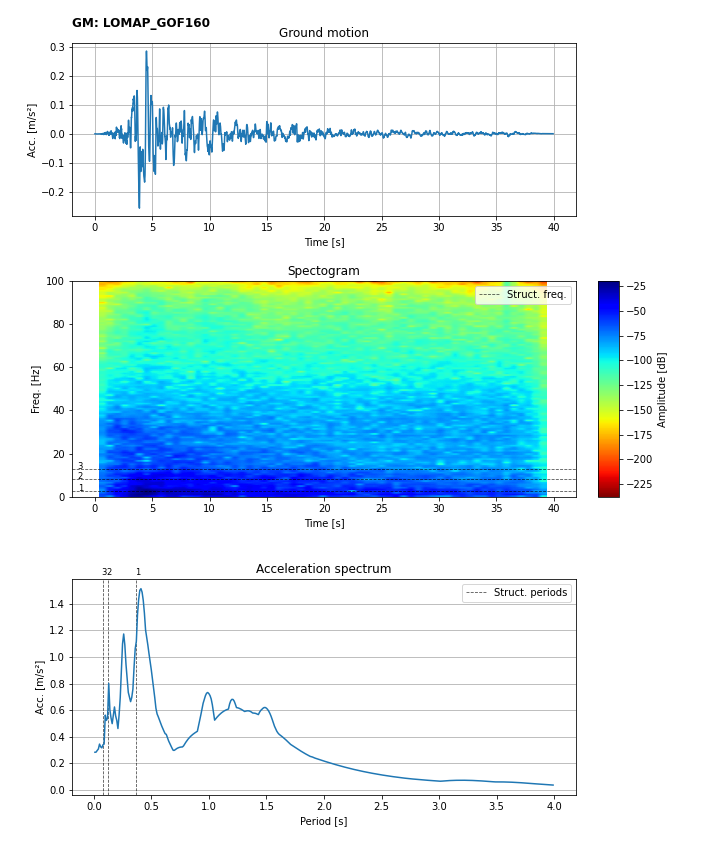 GM: LOMAP_GOF160
Ground motion
Acc. [m/s²]
0.3
0.2
0.1
0.0
−0.1
−0.2
0 5 10 15 20 25 30 35 40
Time [s]
Spectogram
Freq. [Hz]
100
80
60
40
20
0
Struct. freq.
3
2
1
0 5 10 15 20 25 30 35 40
Time [s]
−25
−50
−75
−100
−125
−150
−175
−200
−225
Amplitude [dB]
Acceleration spectrum
3 2 1
Struct. periods
Acc. [m/s²]
1.4
1.2
1.0
0.8
0.6
0.4
0.2
0.0
0.0 0.5 1.0 1.5 2.0 2.5 3.0 3.5 4.0
Period [s]